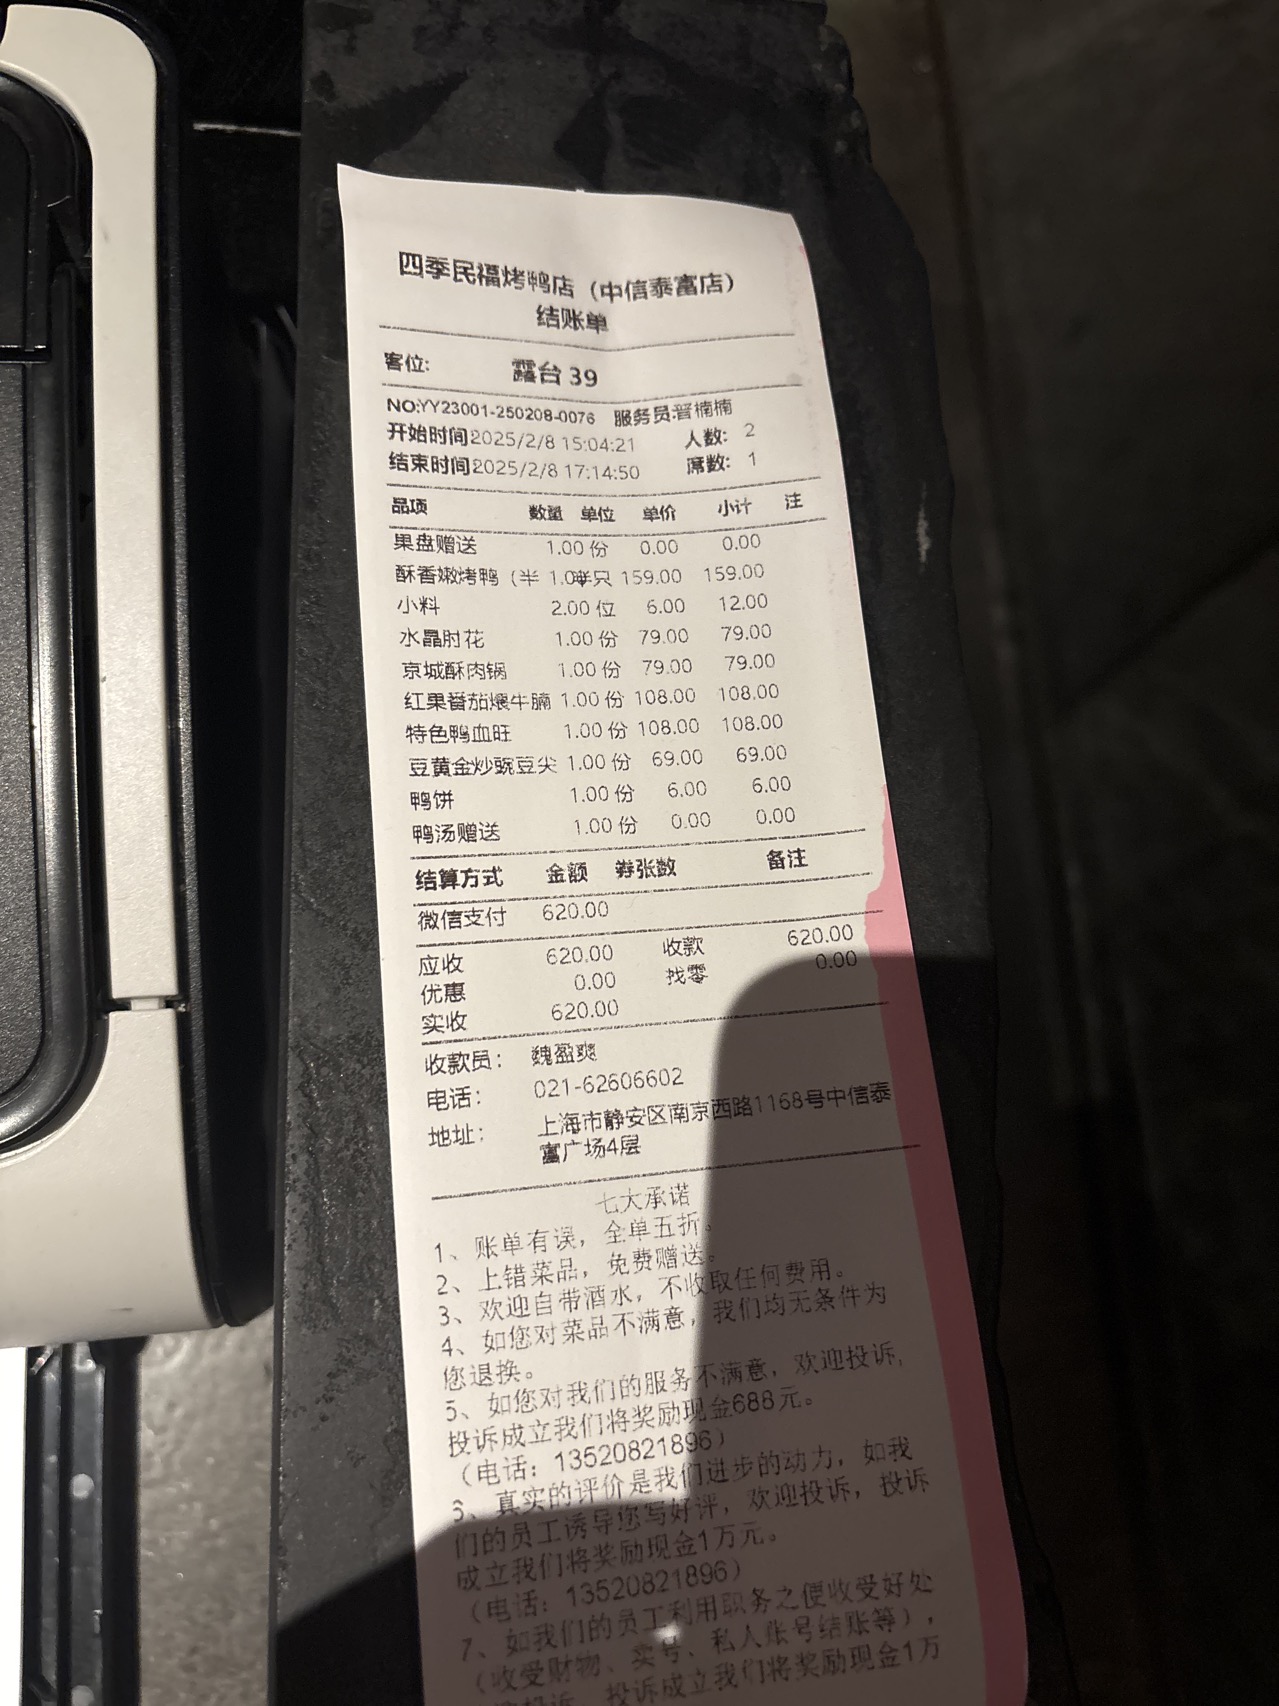 四季民福烤鸭店（中信泰富店）
结账单
客位： 露台 39
NO:YY23001-250208-0076 服务员:晋楠楠
开始时间2025/2/8 15:04:21 人数： 2
结束时间2025/2/8 17:14:50 席数： 1
品项 数量 单位 单价 小计 注
果盘赠送 1.00 份 0.00 0.00
酥香嫩烤鸭（半 1.0半只 159.00 159.00
小料 2.00 位 6.00 12.00
水晶肘花 1.00 份 79.00 79.00
京城酥肉锅 1.00 份 79.00 79.00
红果番茄煨牛腩 1.00 份 108.00 108.00
特色鸭血旺 1.00 份 108.00 108.00
豆黄金炒豌豆尖 1.00 份 69.00 69.00
鸭饼 1.00 份 6.00 6.00
鸭汤赠送 1.00 份 0.00 0.00
结算方式 金额 券张数 备注
微信支付 620.00
应收 620.00 收款 620.00
优惠 0.00 找零 0.00
实收 620.00
收款员： 魏盈爽
电话： 021-62606602
地址： 上海市静安区南京西路1168号中信泰
富广场4层
七大承诺
1、账单有误，全单五折。
2、上错菜品，免费赠送。
3、欢迎自带酒水，不收取任何费用。
4、如您对菜品不满意，我们均无条件为
您退换。
5、如您对我们的服务不满意，欢迎投诉，
投诉成立我们将奖励现金688元。
（电话：13520821896）
6、真实的评价是我们进步的动力，如我
们的员工诱导您写好评，欢迎投诉，投诉
成立我们将奖励现金1万元。
（电话：13520821896）
7、如我们的员工利用职务之便收受好处
（收受财物、卖号、私人账号结账等），
投诉，投诉成立我们将奖励现金1万